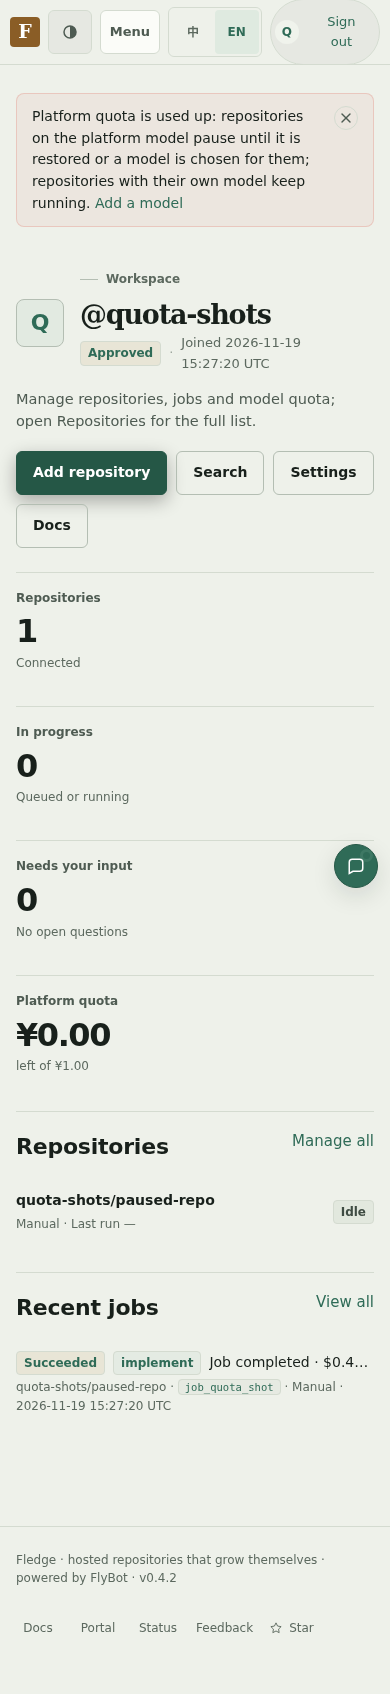 F
Menu
中
EN
Q
Sign
out
Platform quota is used up: repositories
on the platform model pause until it is
restored or a model is chosen for them;
repositories with their own model keep
running. Add a model
Workspace
Q
@quota-shots
Approved · Joined 2026-11-19
15:27:20 UTC
Manage repositories, jobs and model quota;
open Repositories for the full list.
Add repository
Search
Settings
Docs
Repositories
1
Connected
In progress
0
Queued or running
Needs your input
0
No open questions
Platform quota
¥0.00
left of ¥1.00
Repositories
Manage all
quota-shots/paused-repo
Manual · Last run —
Idle
Recent jobs
View all
Succeeded implement Job completed · $0.4…
quota-shots/paused-repo · job_quota_shot · Manual ·
2026-11-19 15:27:20 UTC
Fledge · hosted repositories that grow themselves ·
powered by FlyBot · v0.4.2
Docs
Portal
Status
Feedback
Star